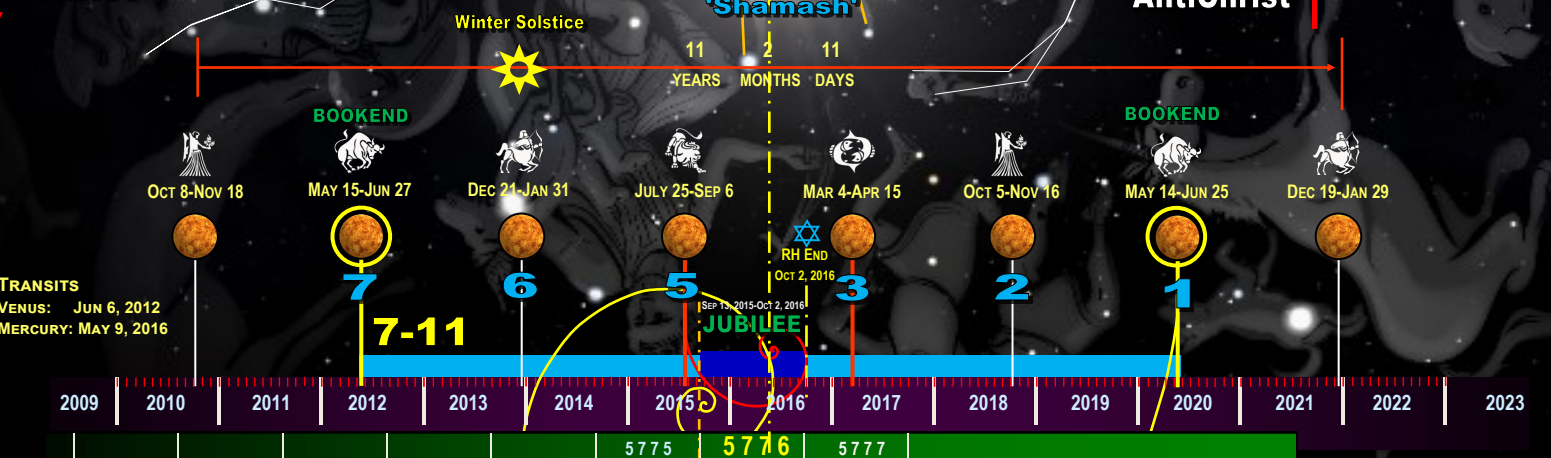 'Shamash'
AntiChrist
Winter Solstice
11 2 11
YEARS MONTHS DAYS
BOOKEND BOOKEND
OCT 8-NOV 18 MAY 15-JUN 27 DEC 21-JAN 31 JULY 25-SEP 6 MAR 4-APR 15 OCT 5-NOV 16 MAY 14-JUN 25 DEC 19-JAN 29
RH END
OCT 2, 2016
7 6 5 3 2 1
TRANSITS
VENUS: JUN 6, 2012
MERCURY: MAY 9, 2016
SEP 13, 2015-OCT 2, 2016
JUBILEE
7-11
2009 2010 2011 2012 2013 2014 2015 2016 2017 2018 2019 2020 2021 2022 2023
5775 5776 5777